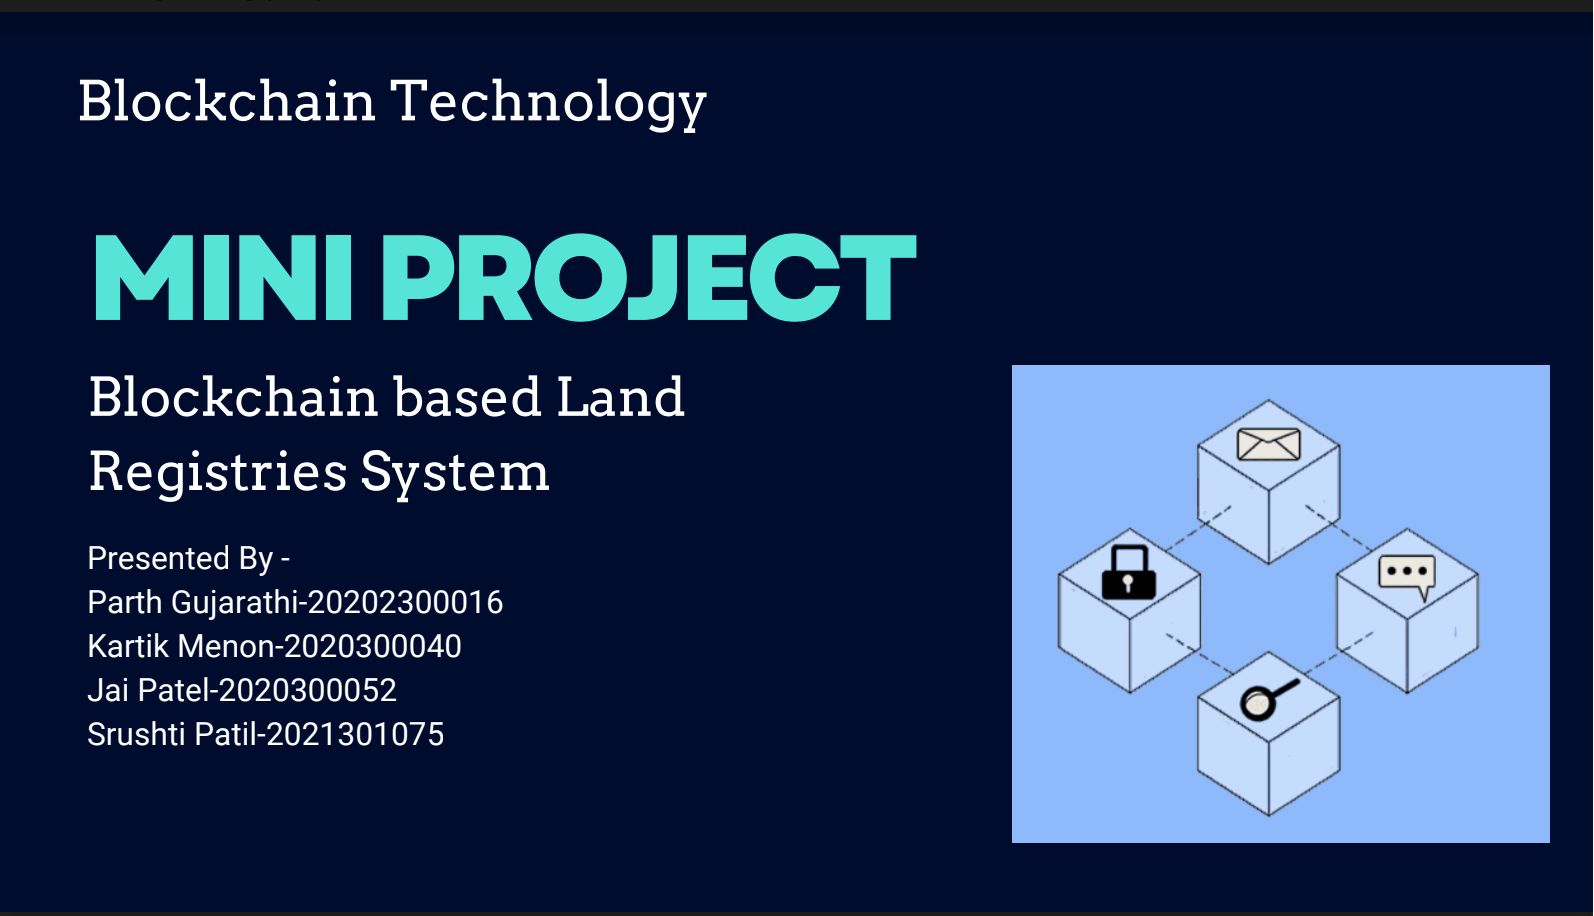 Blockchain Technology
MINI PROJECT
Blockchain based Land
Registries System
Presented By -
Parth Gujarathi-20202300016
Kartik Menon-2020300040
Jai Patel-2020300052
Srushti Patil-2021301075